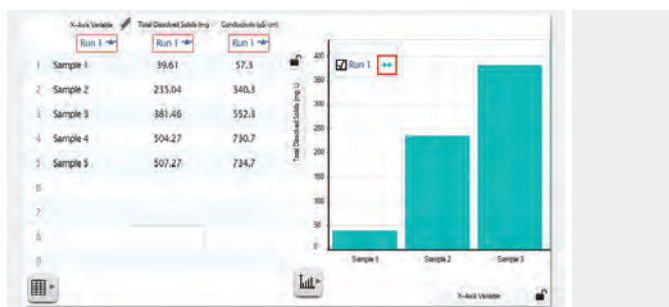 X-Axis Variable Total Dissolved Solids (mg Conductivity (µS/cm)
Run 1 Run 1 Run 1
1 Sample 1 39.61 57.3
2 Sample 2 235.04 340.3
3 Sample 3 381.46 552.3
4 Sample 4 504.27 730.7
5 Sample 5 507.27 734.7
6
7
8
9
Run 1
Total Dissolved Solids (mg/L)
400
350
300
250
200
150
100
50
0
Sample 1 Sample 2 Sample 3
X-Axis Variable